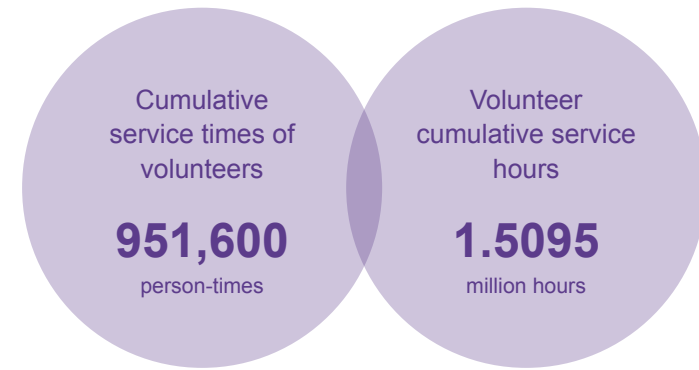 Cumulative
service times of
volunteers
951,600
person-times
Volunteer
cumulative service
hours
1.5095
million hours